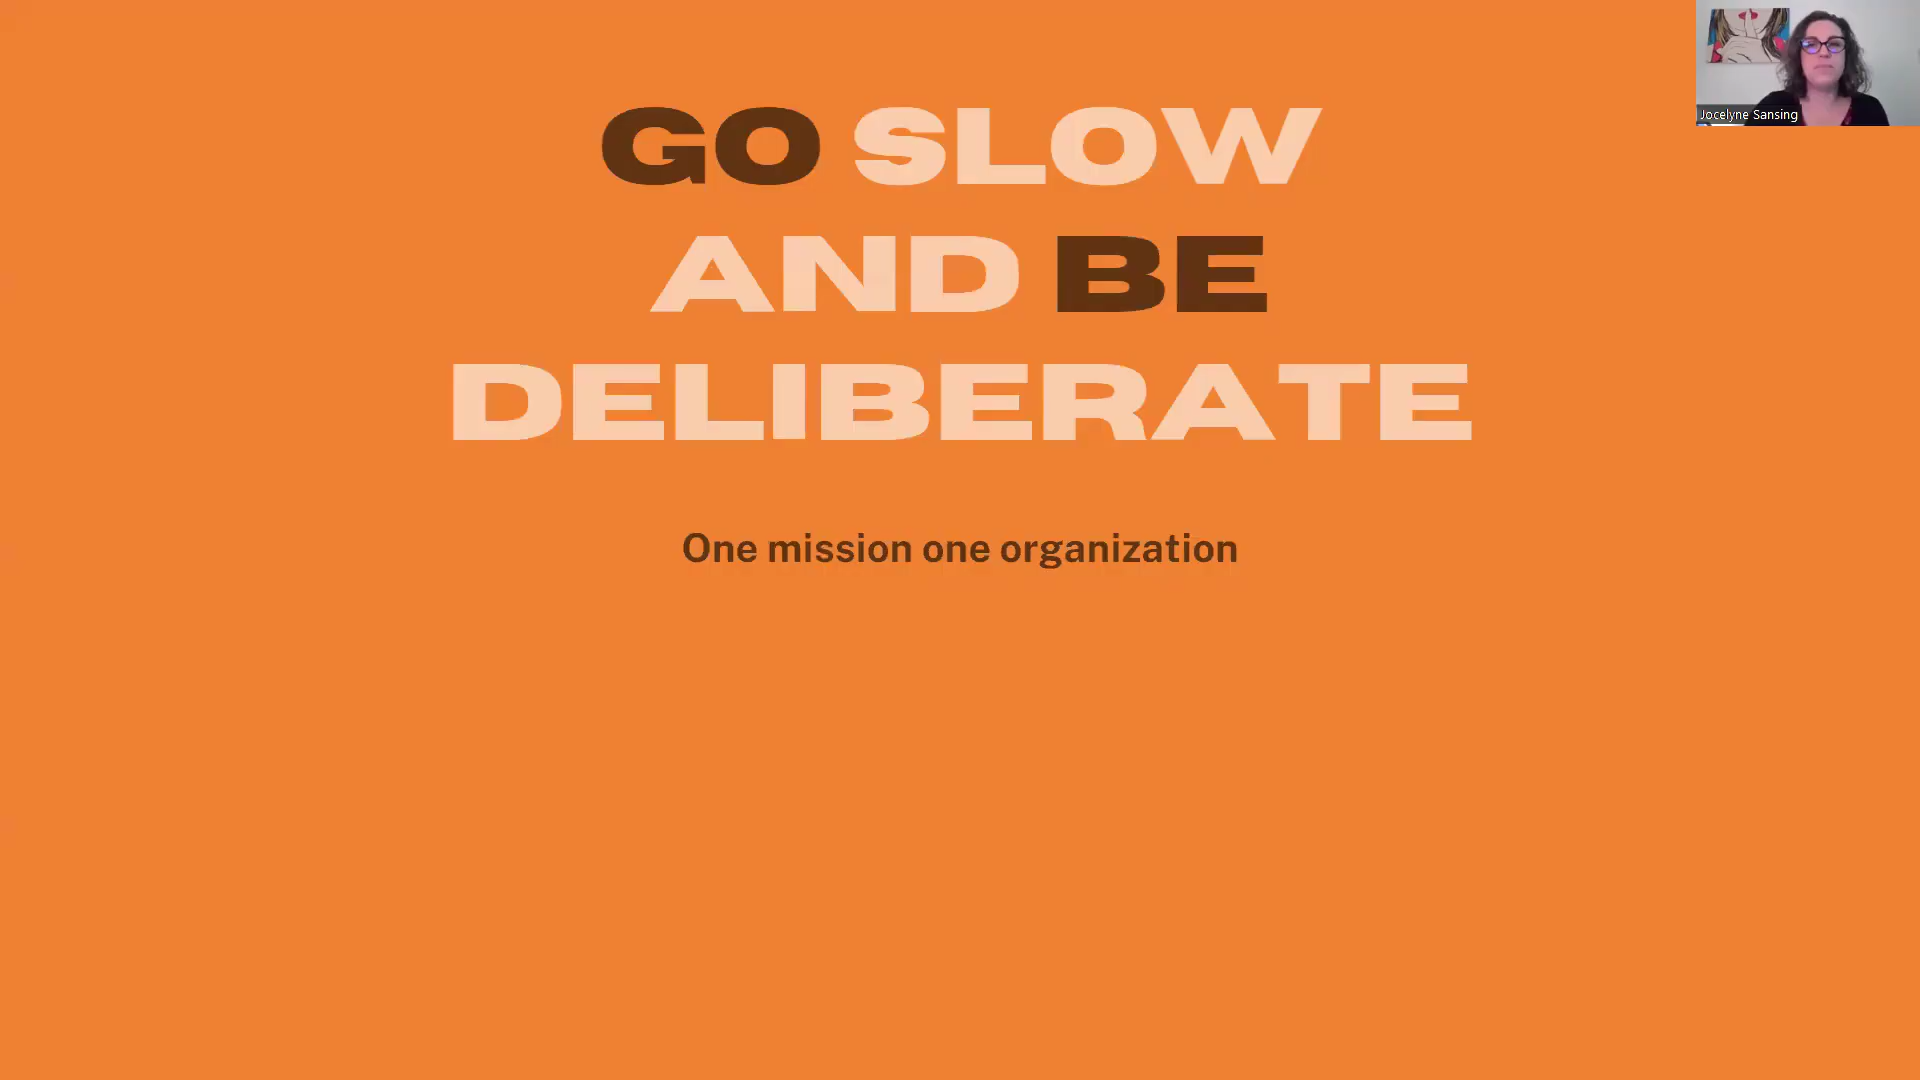 GO SLOW
AND BE
DELIBERATE
One mission one organization
Jocelyne Sansing